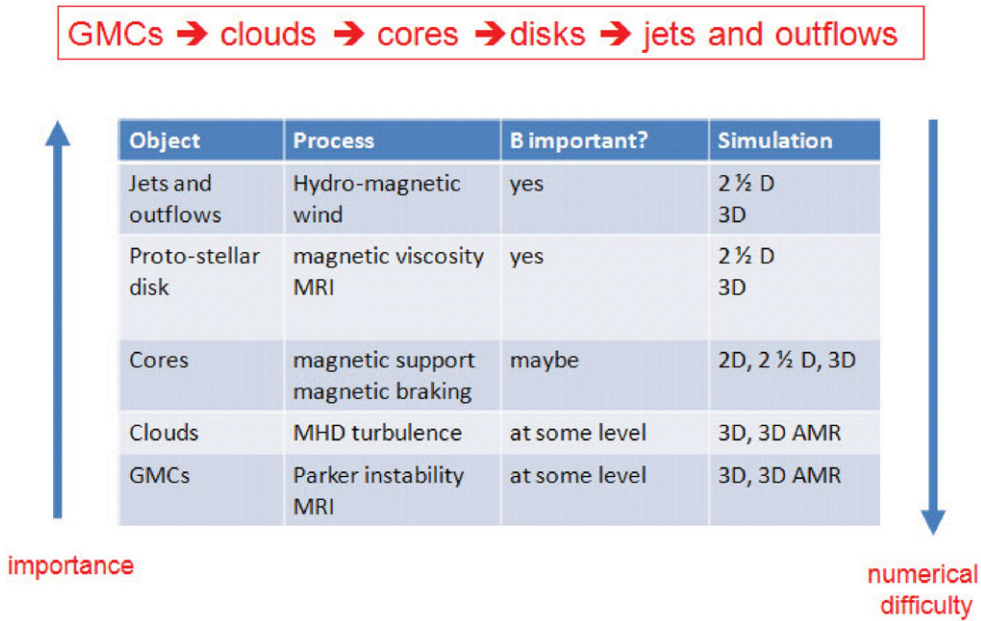 GMCs ➔ clouds ➔ cores ➔ disks ➔ jets and outflows
Object Process B important? Simulation
Jets and Hydro-magnetic yes 2 ½ D
outflows wind 3D
Proto-stellar magnetic viscosity yes 2 ½ D
disk MRI 3D
Cores magnetic support maybe 2D, 2 ½ D, 3D
magnetic braking
Clouds MHD turbulence at some level 3D, 3D AMR
GMCs Parker instability at some level 3D, 3D AMR
MRI
importance
numerical
difficulty